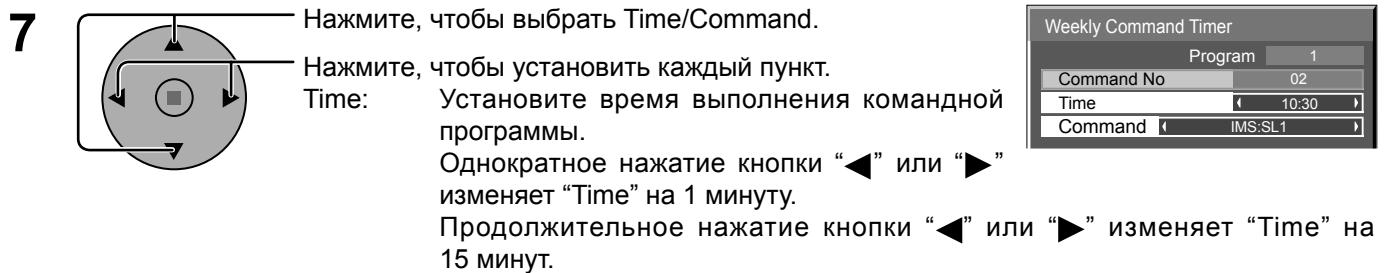 7
Нажмите, чтобы выбрать Time/Command.
Нажмите, чтобы установить каждый пункт.
Time: Установите время выполнения командной
программы.
Однократное нажатие кнопки “◀” или “▶”
изменяет “Time” на 1 минуту.
Продолжительное нажатие кнопки “◀” или “▶” изменяет “Time” на
15 минут.
Weekly Command Timer
Program 1
Command No 02
Time 10:30
Command IMS:SL1